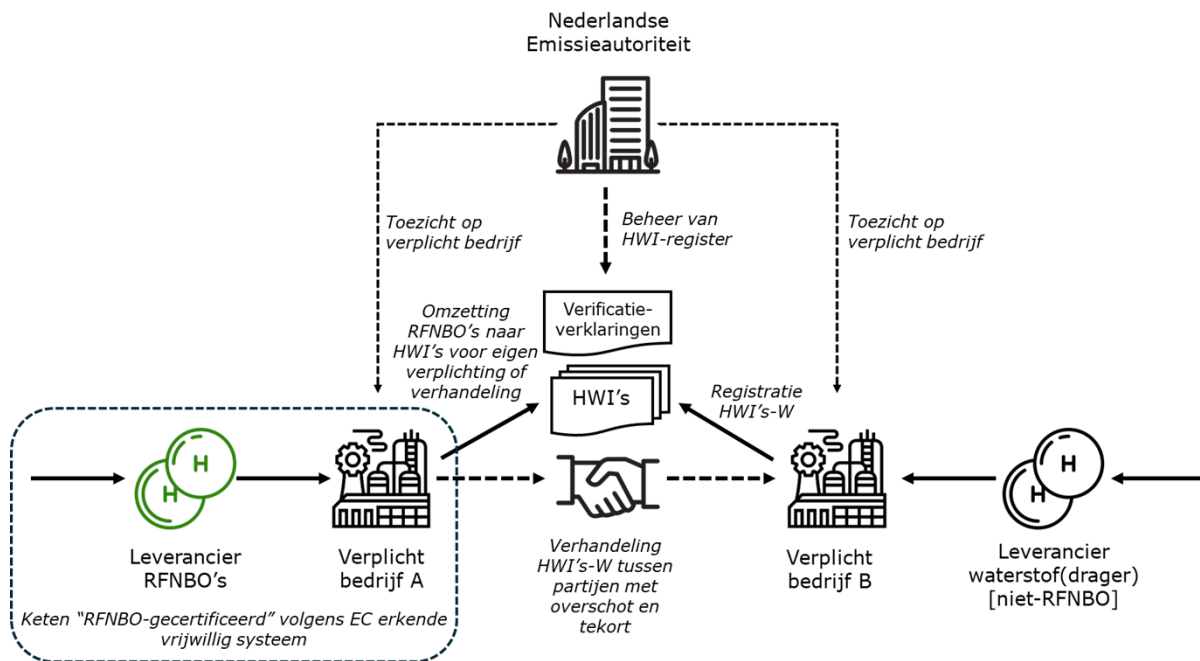 Nederlandse
Emissieautoriteit
Toezicht op
verplicht bedrijf
Beheer van
HWI-register
Toezicht op
verplicht bedrijf
Omzetting
RFNBO's naar
HWI's voor eigen
verplichting of
verhandeling
Verificatie-
verklaringen
HWI's
Registratie
HWI's-W
H
H
H
H
Leverancier
RFNBO's
Verplicht
bedrijf A
Verhandeling
HWI's-W tussen
partijen met
overschot en
tekort
Verplicht
bedrijf B
Leverancier
waterstof(drager)
[niet-RFNBO]
Keten “RFNBO-gecertificeerd” volgens EC erkende
vrijwillig systeem